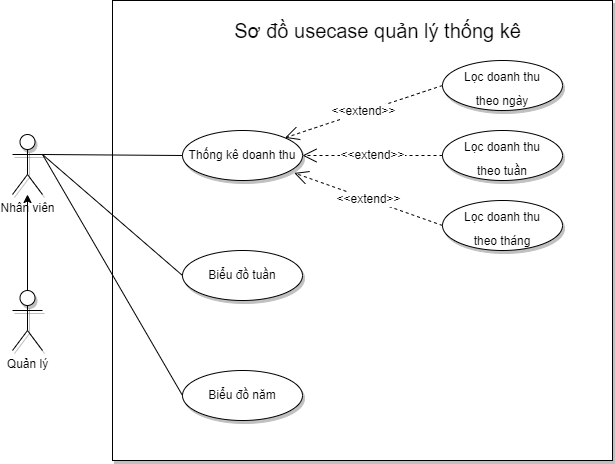 Sơ đồ usecase quản lý thống kê
Lọc doanh thu
theo ngày
<<extend>>
Thống kê doanh thu
<<extend>>
Lọc doanh thu
theo tuần
<<extend>>
Lọc doanh thu
theo tháng
Nhân viên
Biểu đồ tuần
Quản lý
Biểu đồ năm